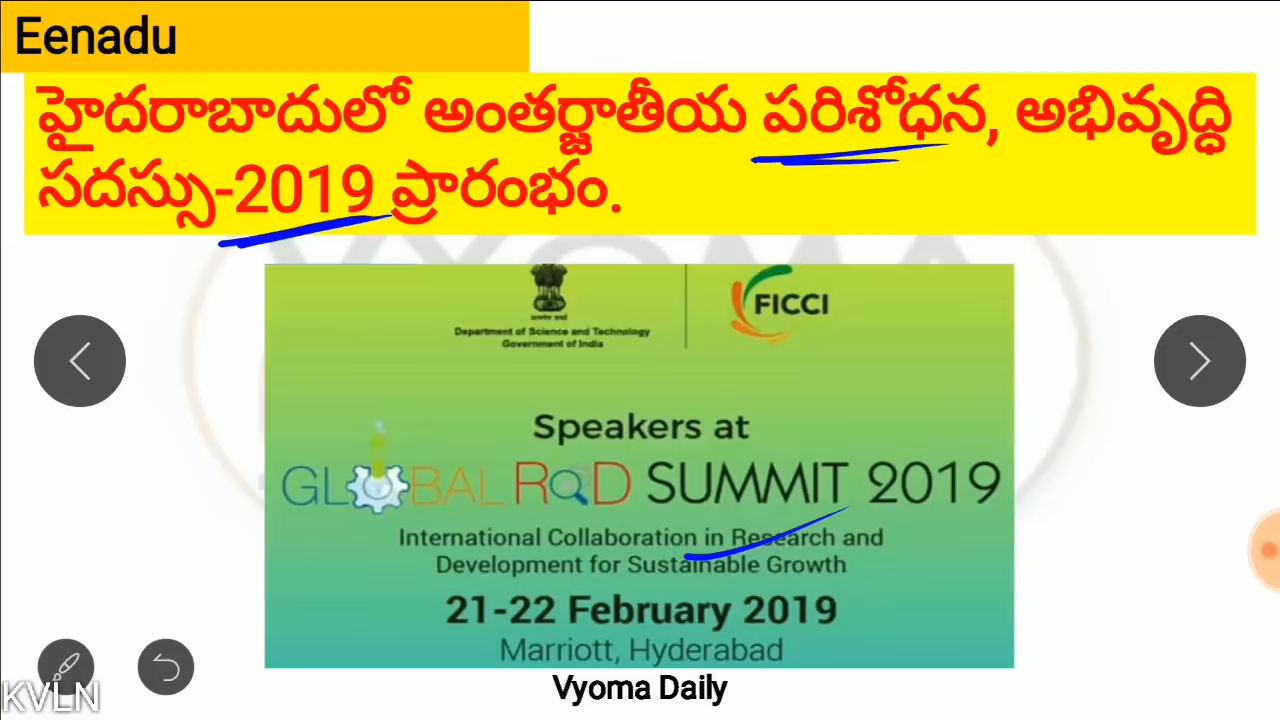 Eenadu
హైదరాబాదులో అంతర్జాతీయ పరిశోధన, అభివృద్ధి
సదస్సు-2019 ప్రారంభం.
Department of Science and Technology
Government of India
FICCI
Speakers at
GLOBAL R&D SUMMIT 2019
International Collaboration in Research and
Development for Sustainable Growth
21-22 February 2019
Marriott, Hyderabad
Vyoma Daily
KVLN